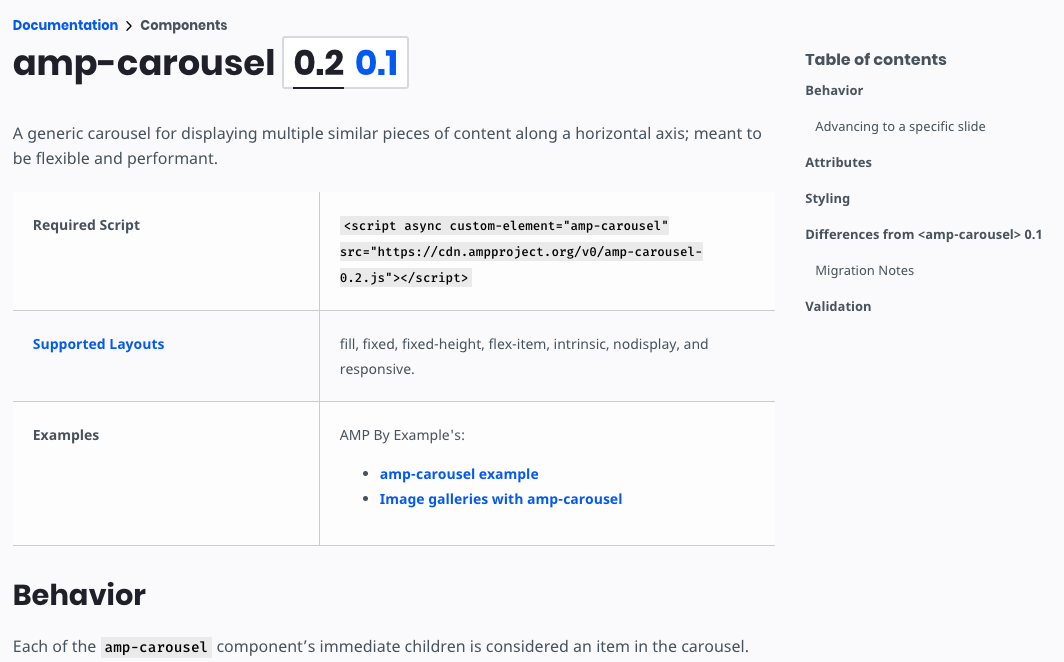 Documentation > Components
amp-carousel 0.2 0.1
A generic carousel for displaying multiple similar pieces of content along a horizontal axis; meant to
be flexible and performant.
Required Script
<script async custom-element="amp-carousel"
src="https://cdn.ampproject.org/v0/amp-carousel-
0.2.js"></script>
Supported Layouts
fill, fixed, fixed-height, flex-item, intrinsic, nodisplay, and
responsive.
Examples
AMP By Example's:
• amp-carousel example
• Image galleries with amp-carousel
Behavior
Each of the amp-carousel component’s immediate children is considered an item in the carousel.
Table of contents
Behavior
Advancing to a specific slide
Attributes
Styling
Differences from <amp-carousel> 0.1
Migration Notes
Validation